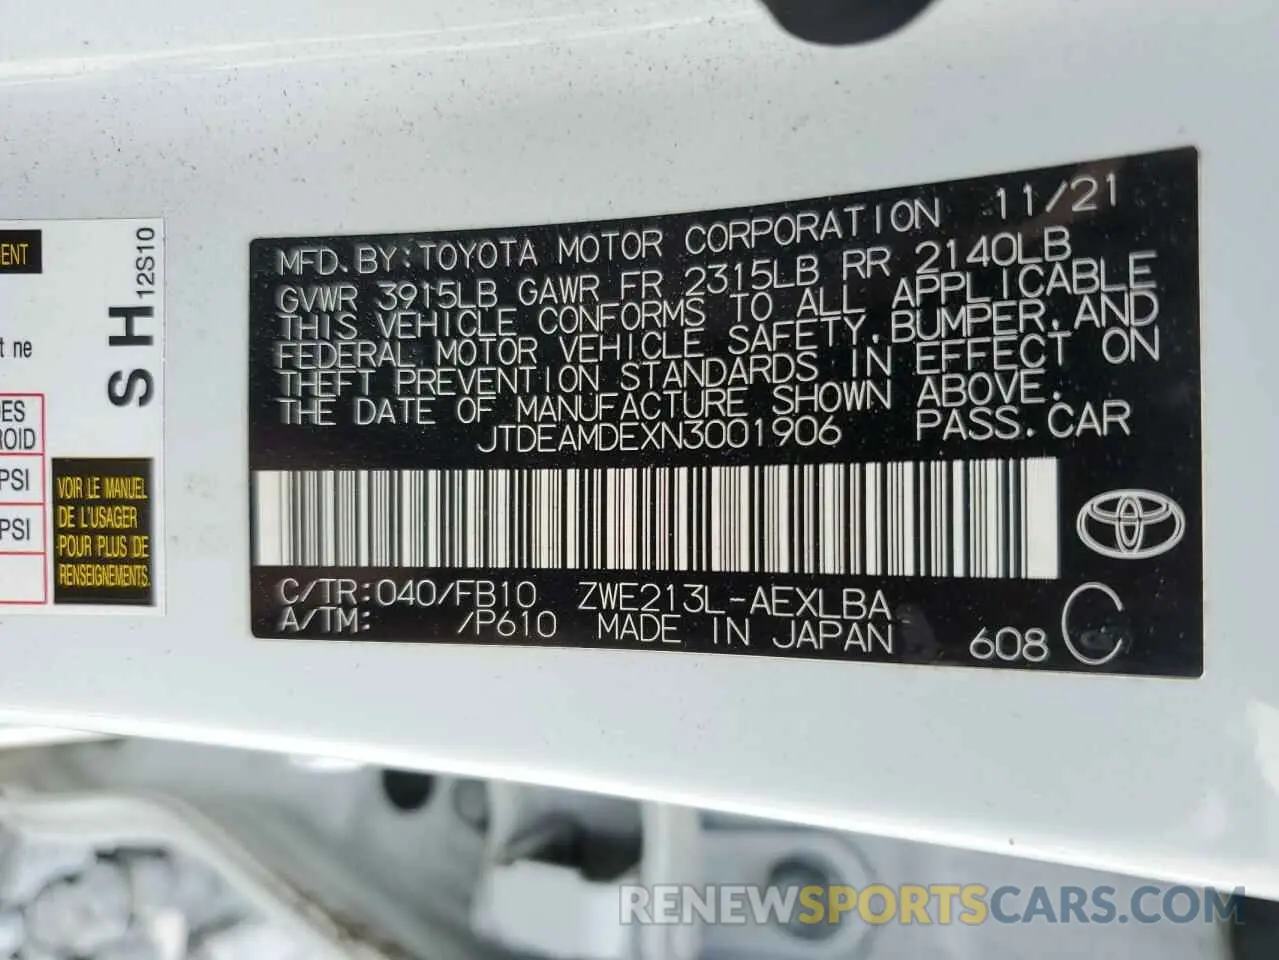 MFD. BY: TOYOTA MOTOR CORPORATION 11/21
GVWR 3915LB GAWR FR 2315LB RR 2140LB
THIS VEHICLE CONFORMS TO ALL APPLICABLE
FEDERAL MOTOR VEHICLE SAFETY, BUMPER, AND
THEFT PREVENTION STANDARDS IN EFFECT ON
THE DATE OF MANUFACTURE SHOWN ABOVE.
JTDEAMDEXN3001906 PASS. CAR
C/TR: 040/FB10 ZWE213L-AEXLBA
A/TM: /P610 MADE IN JAPAN 608 C
S H 12S10
ENT
t ne
ES
ROID
PSI
PSI
VOIR LE MANUEL
DE L'USAGER
POUR PLUS DE
RENSEIGNEMENTS.
RENEWSPORTSCARS.COM